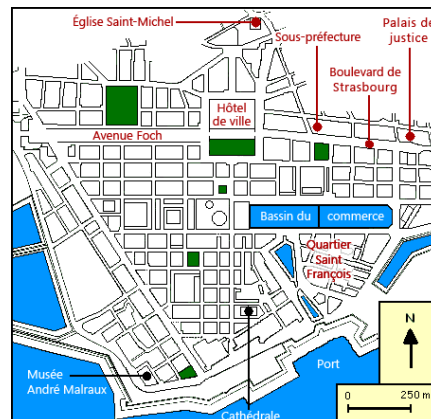 Église Saint-Michel
Palais de
justice
Sous-préfecture
Boulevard de
Strasbourg
Hôtel
de ville
Avenue Foch
Bassin du commerce
Quartier
Saint
François
N
Musée
André Malraux
Port
Cathédrale
0 250 m